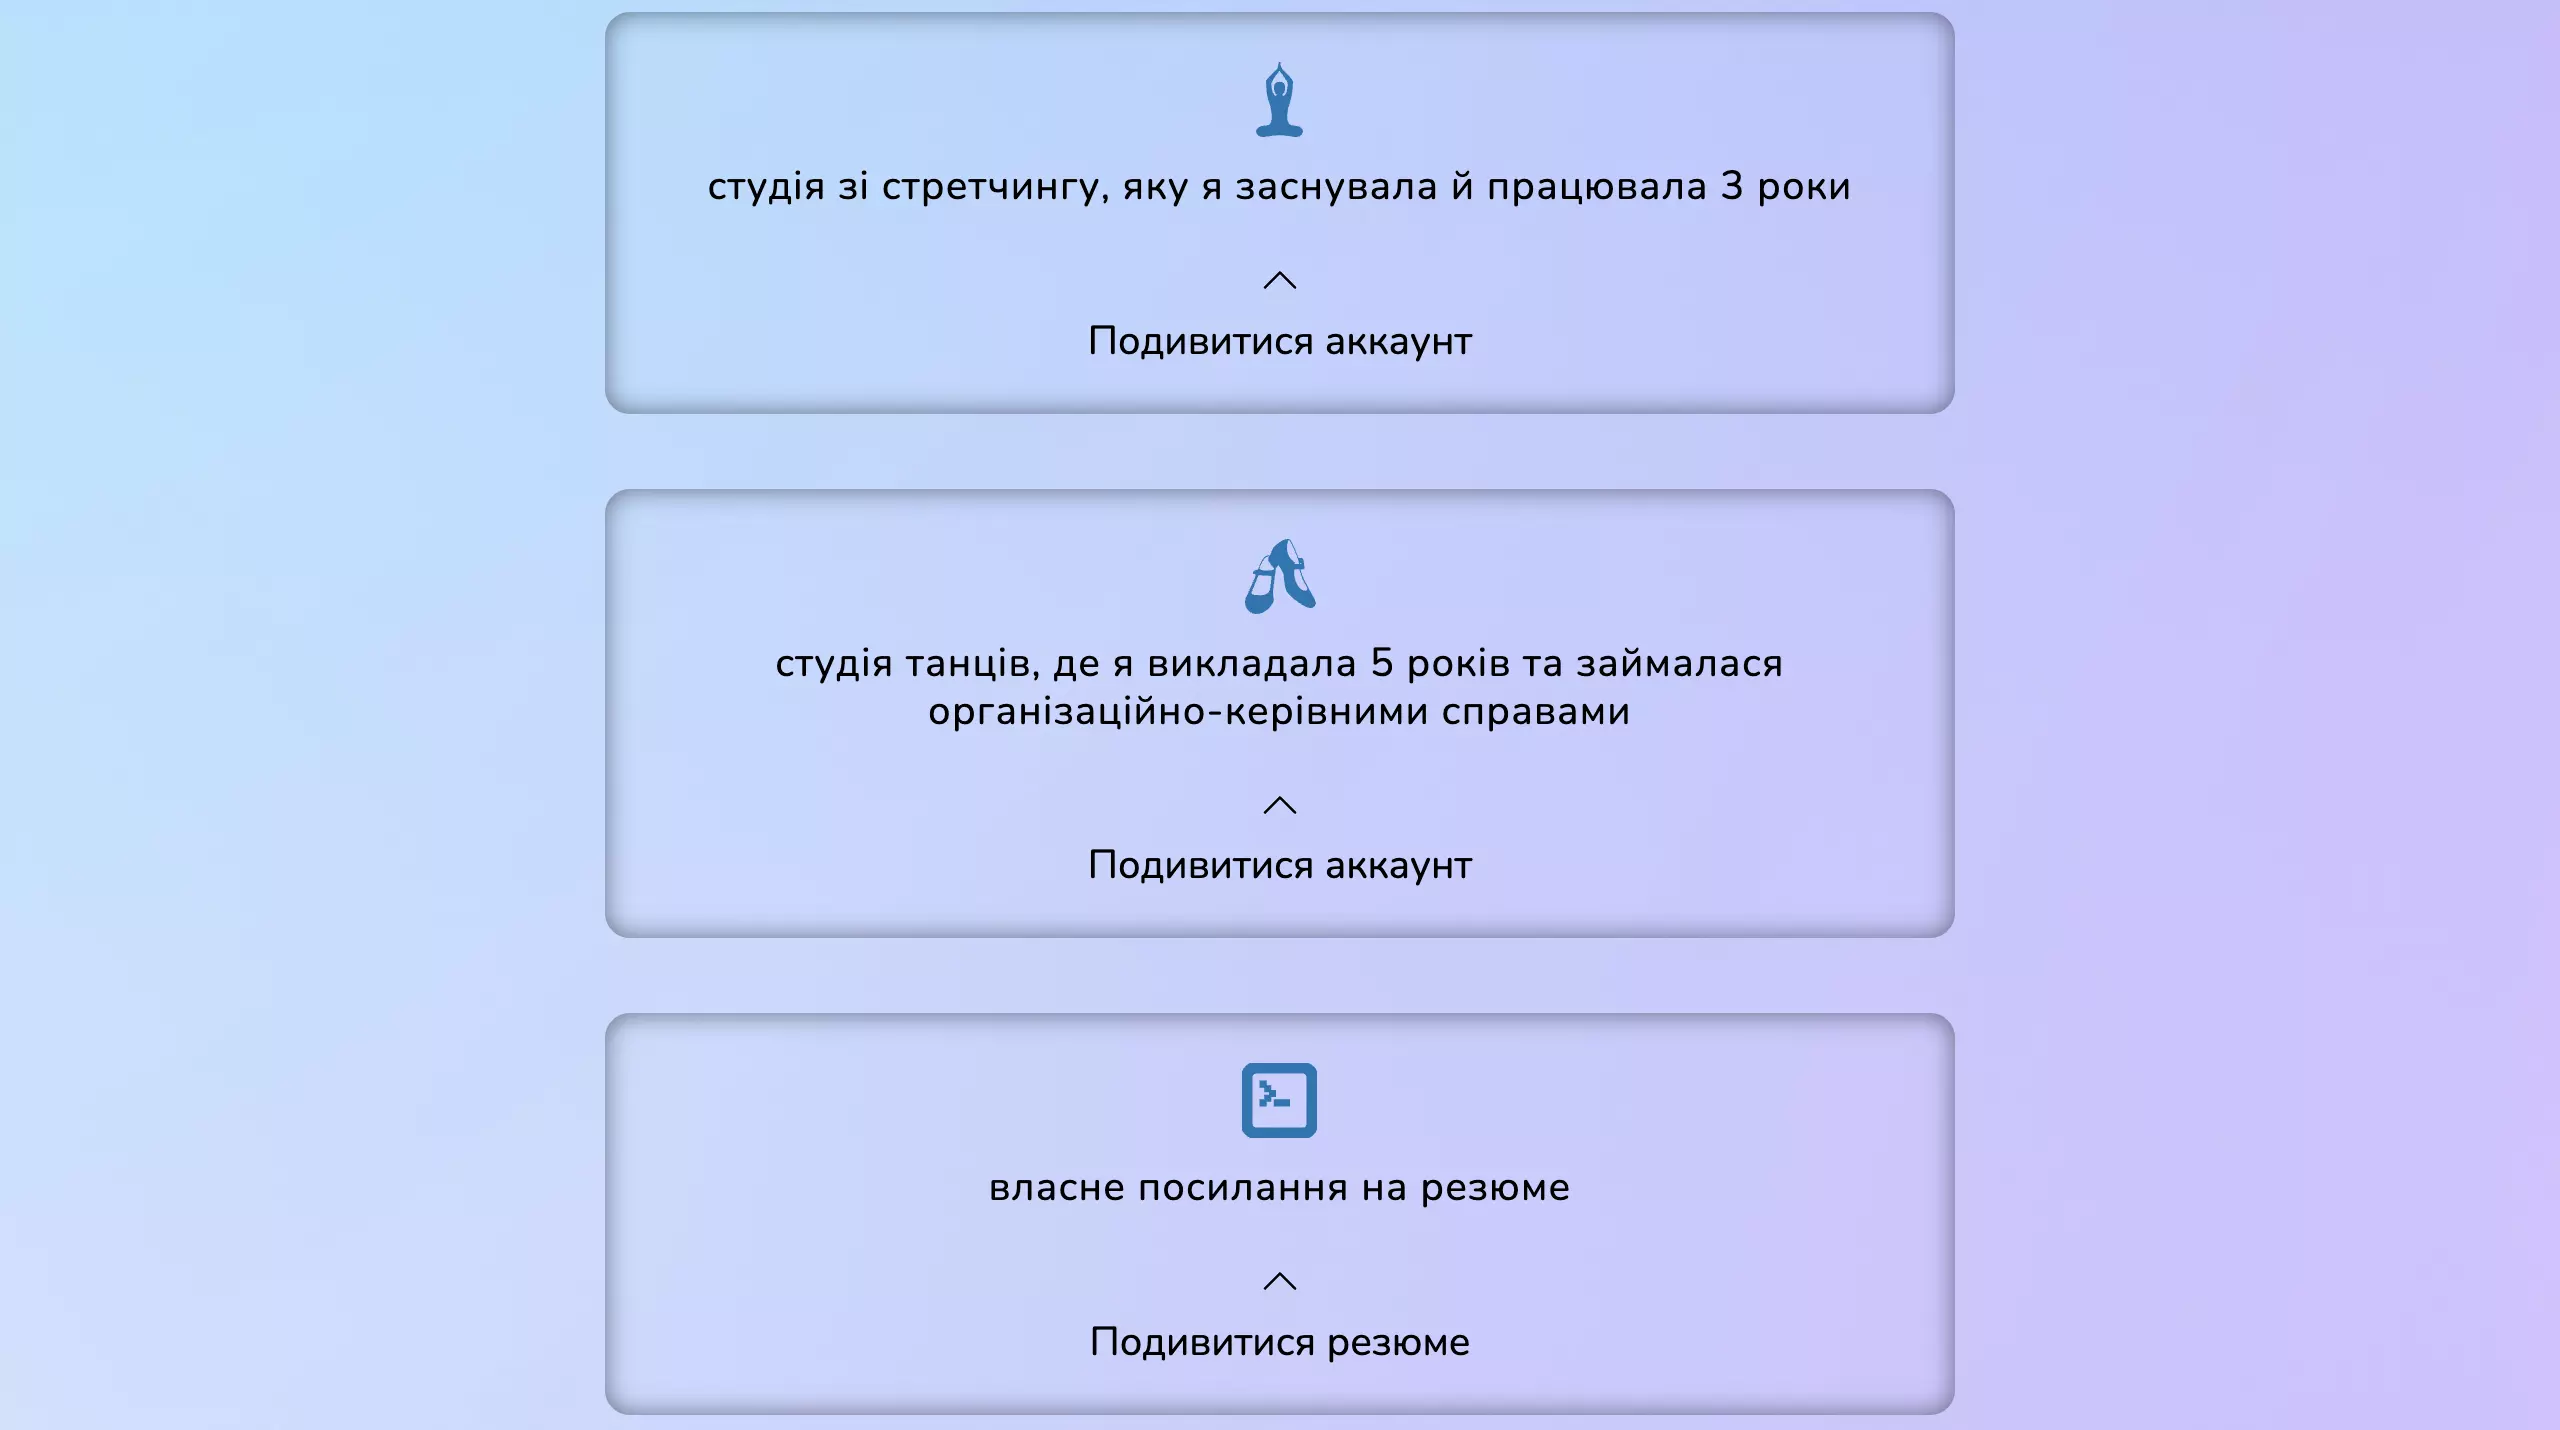 студія зі стретчингу, яку я заснувала й працювала 3 роки
Подивитися аккаунт
студія танців, де я викладала 5 років та займалася
організаційно-керівними справами
Подивитися аккаунт
власне посилання на резюме
Подивитися резюме